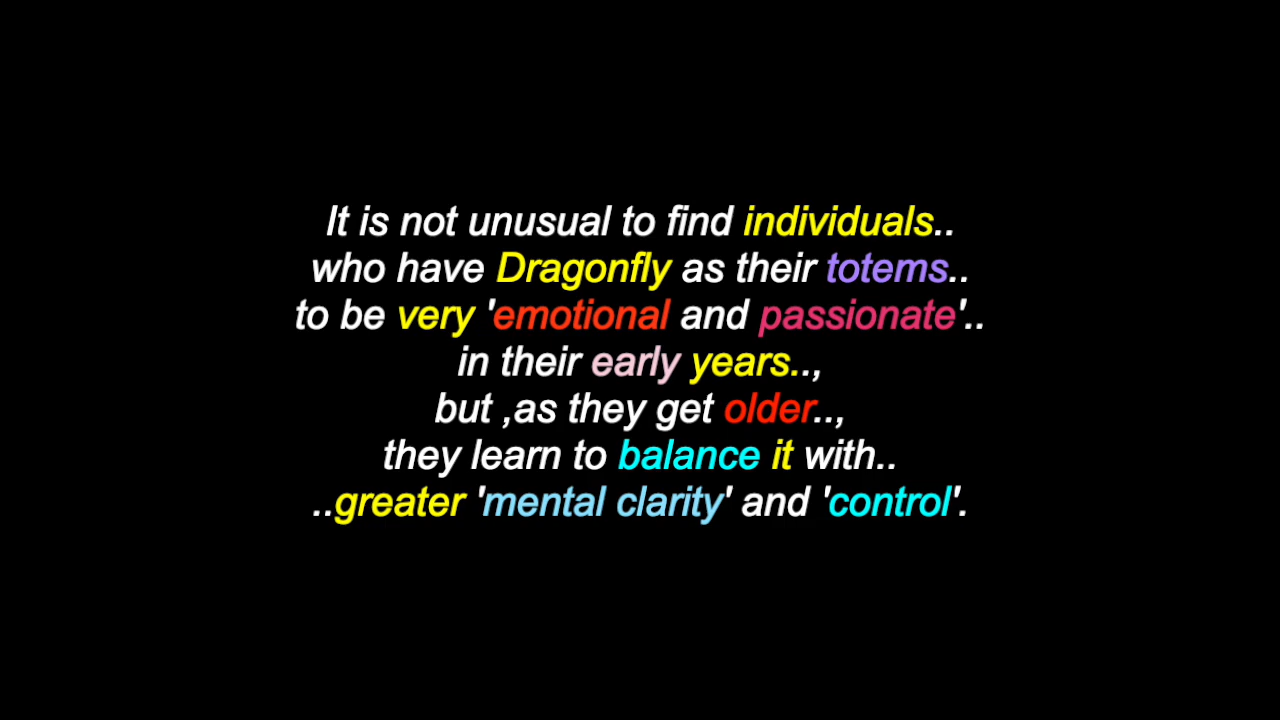 It is not unusual to find individuals..
who have Dragonfly as their totems..
to be very 'emotional and passionate'..
in their early years..,
but ,as they get older..,
they learn to balance it with..
..greater 'mental clarity' and 'control'.